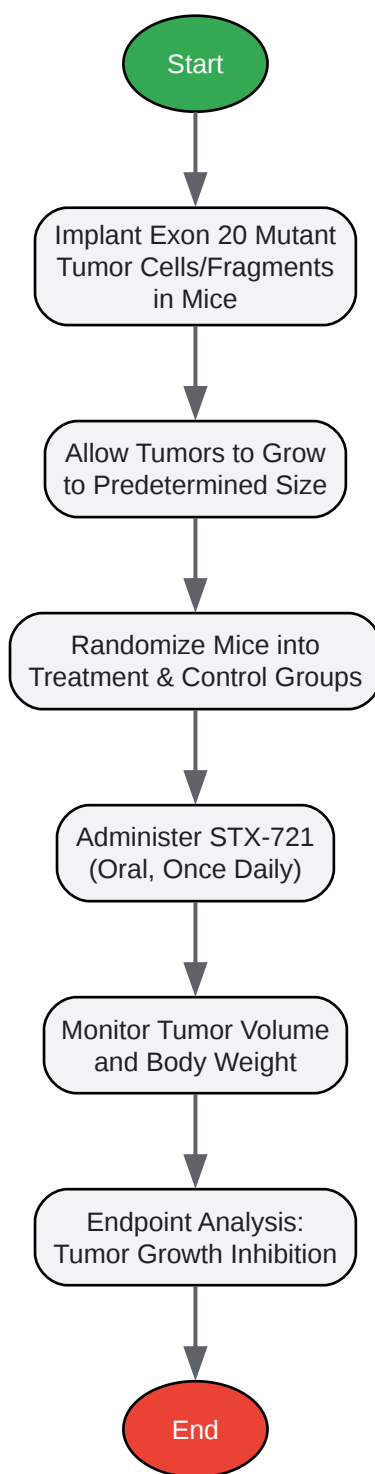 Start
Implant Exon 20 Mutant
Tumor Cells/Fragments
in Mice
Allow Tumors to Grow
to Predetermined Size
Randomize Mice into
Treatment & Control Groups
Administer STX-721
(Oral, Once Daily)
Monitor Tumor Volume
and Body Weight
Endpoint Analysis:
Tumor Growth Inhibition
End